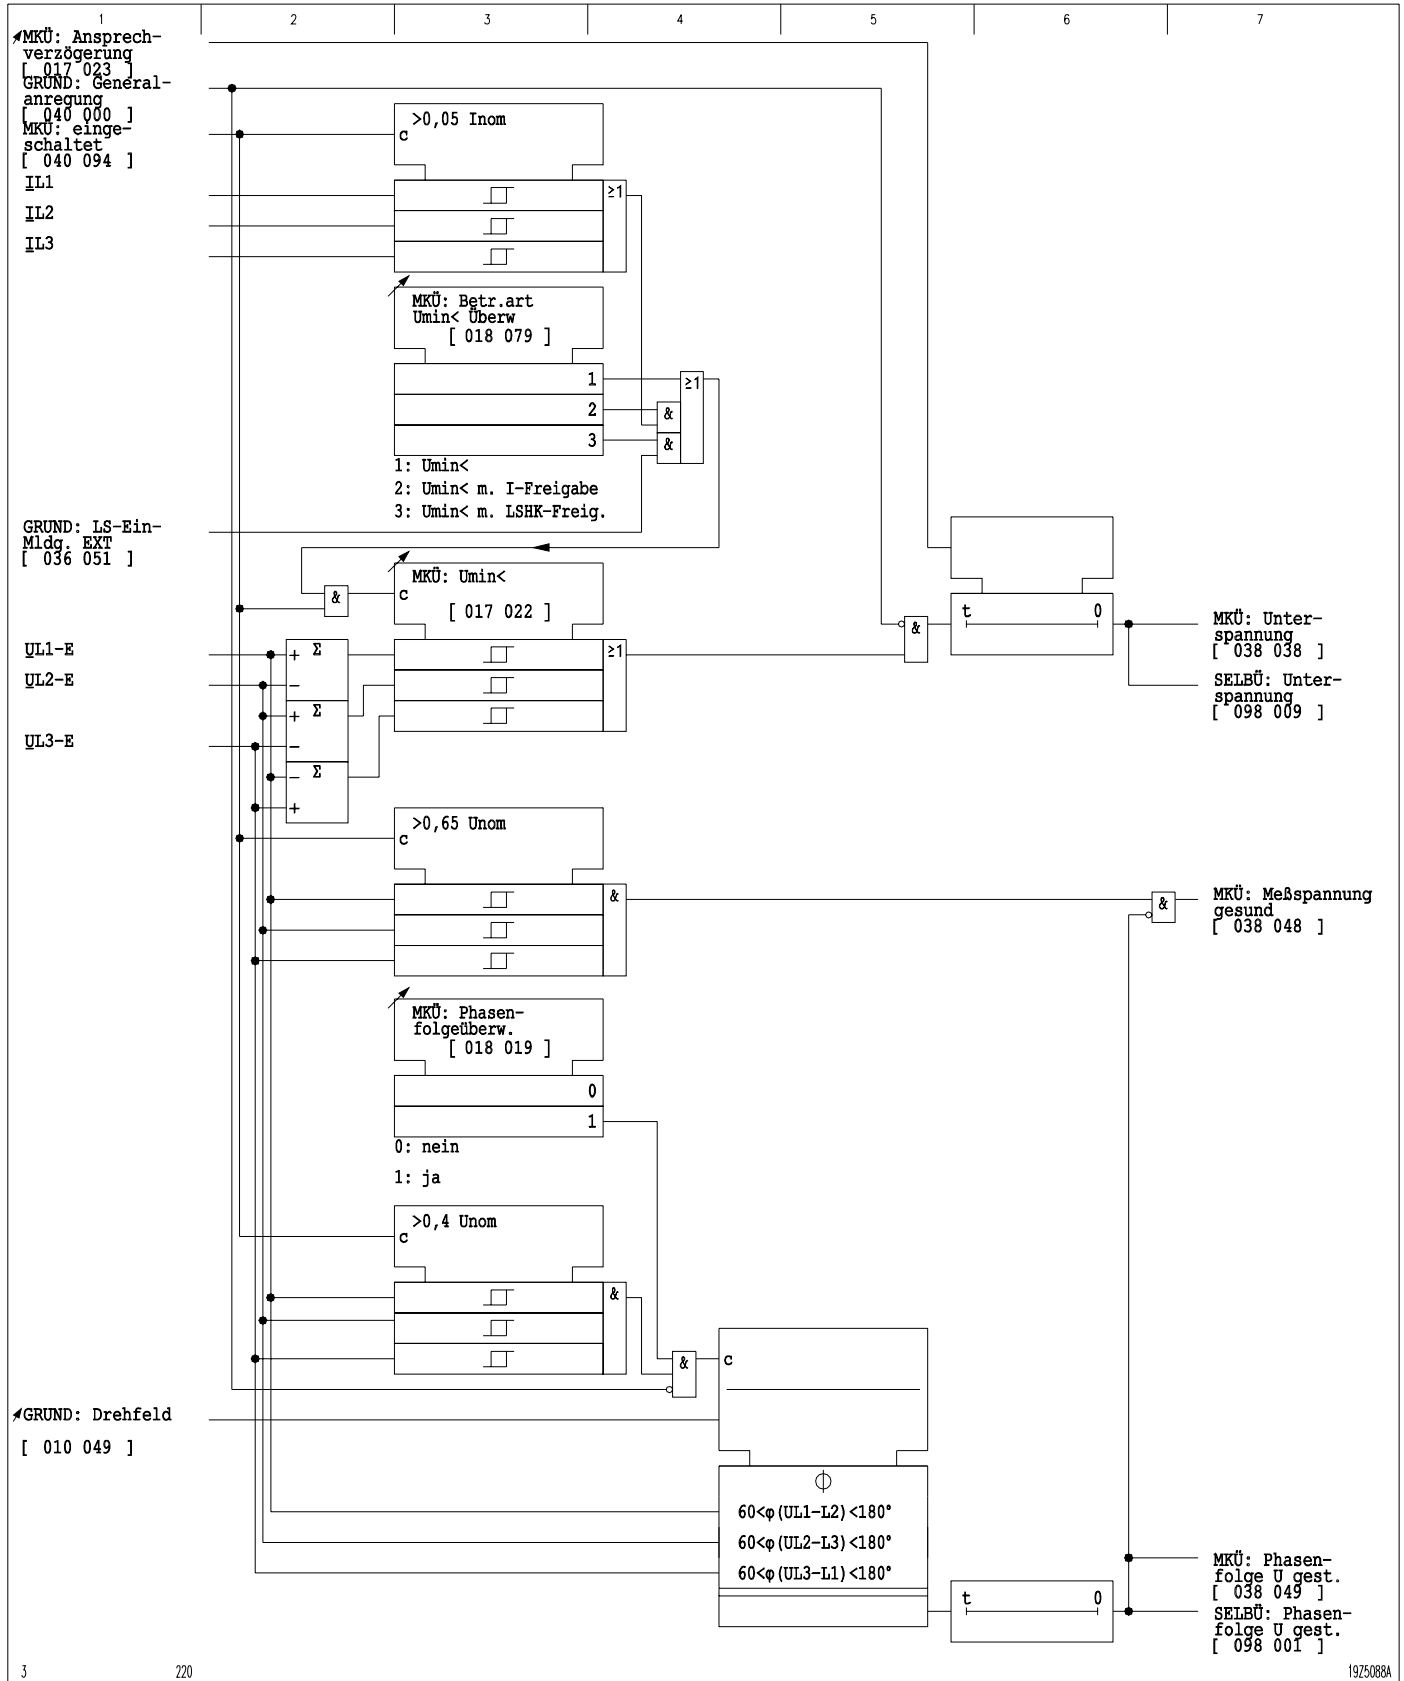 1 2 3 4 5 6 7
MKÜ: Ansprech-
verzögerung
[ 017 023 ]
GRUND: General-
anregung
[ 040 000 ]
MKÜ: einge-
schaltet
[ 040 094 ]
>0,05 Inom
c
IL1
≥1
IL2
IL3
MKÜ: Betr.art
Umin< Überw
[ 018 079 ]
1
≥1
2
&
3
&
1: Umin<
2: Umin< m. I-Freigabe
3: Umin< m. LSHK-Freig.
GRUND: LS-Ein-
Mldg. EXT
[ 036 051 ]
MKÜ: Umin<
c
[ 017 022 ]
&
t 0
&
MKÜ: Unter-
spannung
[ 038 038 ]
UL1-E
+ Σ
≥1
UL2-E
−
SELBÜ: Unter-
spannung
[ 098 009 ]
+ Σ
UL3-E
−
− Σ
+
>0,65 Unom
c
&
&
MKÜ: Meßspannung
gesund
[ 038 048 ]
MKÜ: Phasen-
folgeüberw.
[ 018 019 ]
0
1
0: nein
1: ja
>0,4 Unom
c
&
&
c
GRUND: Drehfeld
[ 010 049 ]
60<φ(UL1-L2)<180°
60<φ(UL2-L3)<180°
60<φ(UL3-L1)<180°
MKÜ: Phasen-
folge U gest.
[ 038 049 ]
t 0
SELBÜ: Phasen-
folge U gest.
[ 098 001 ]
3 220 19Z5088A